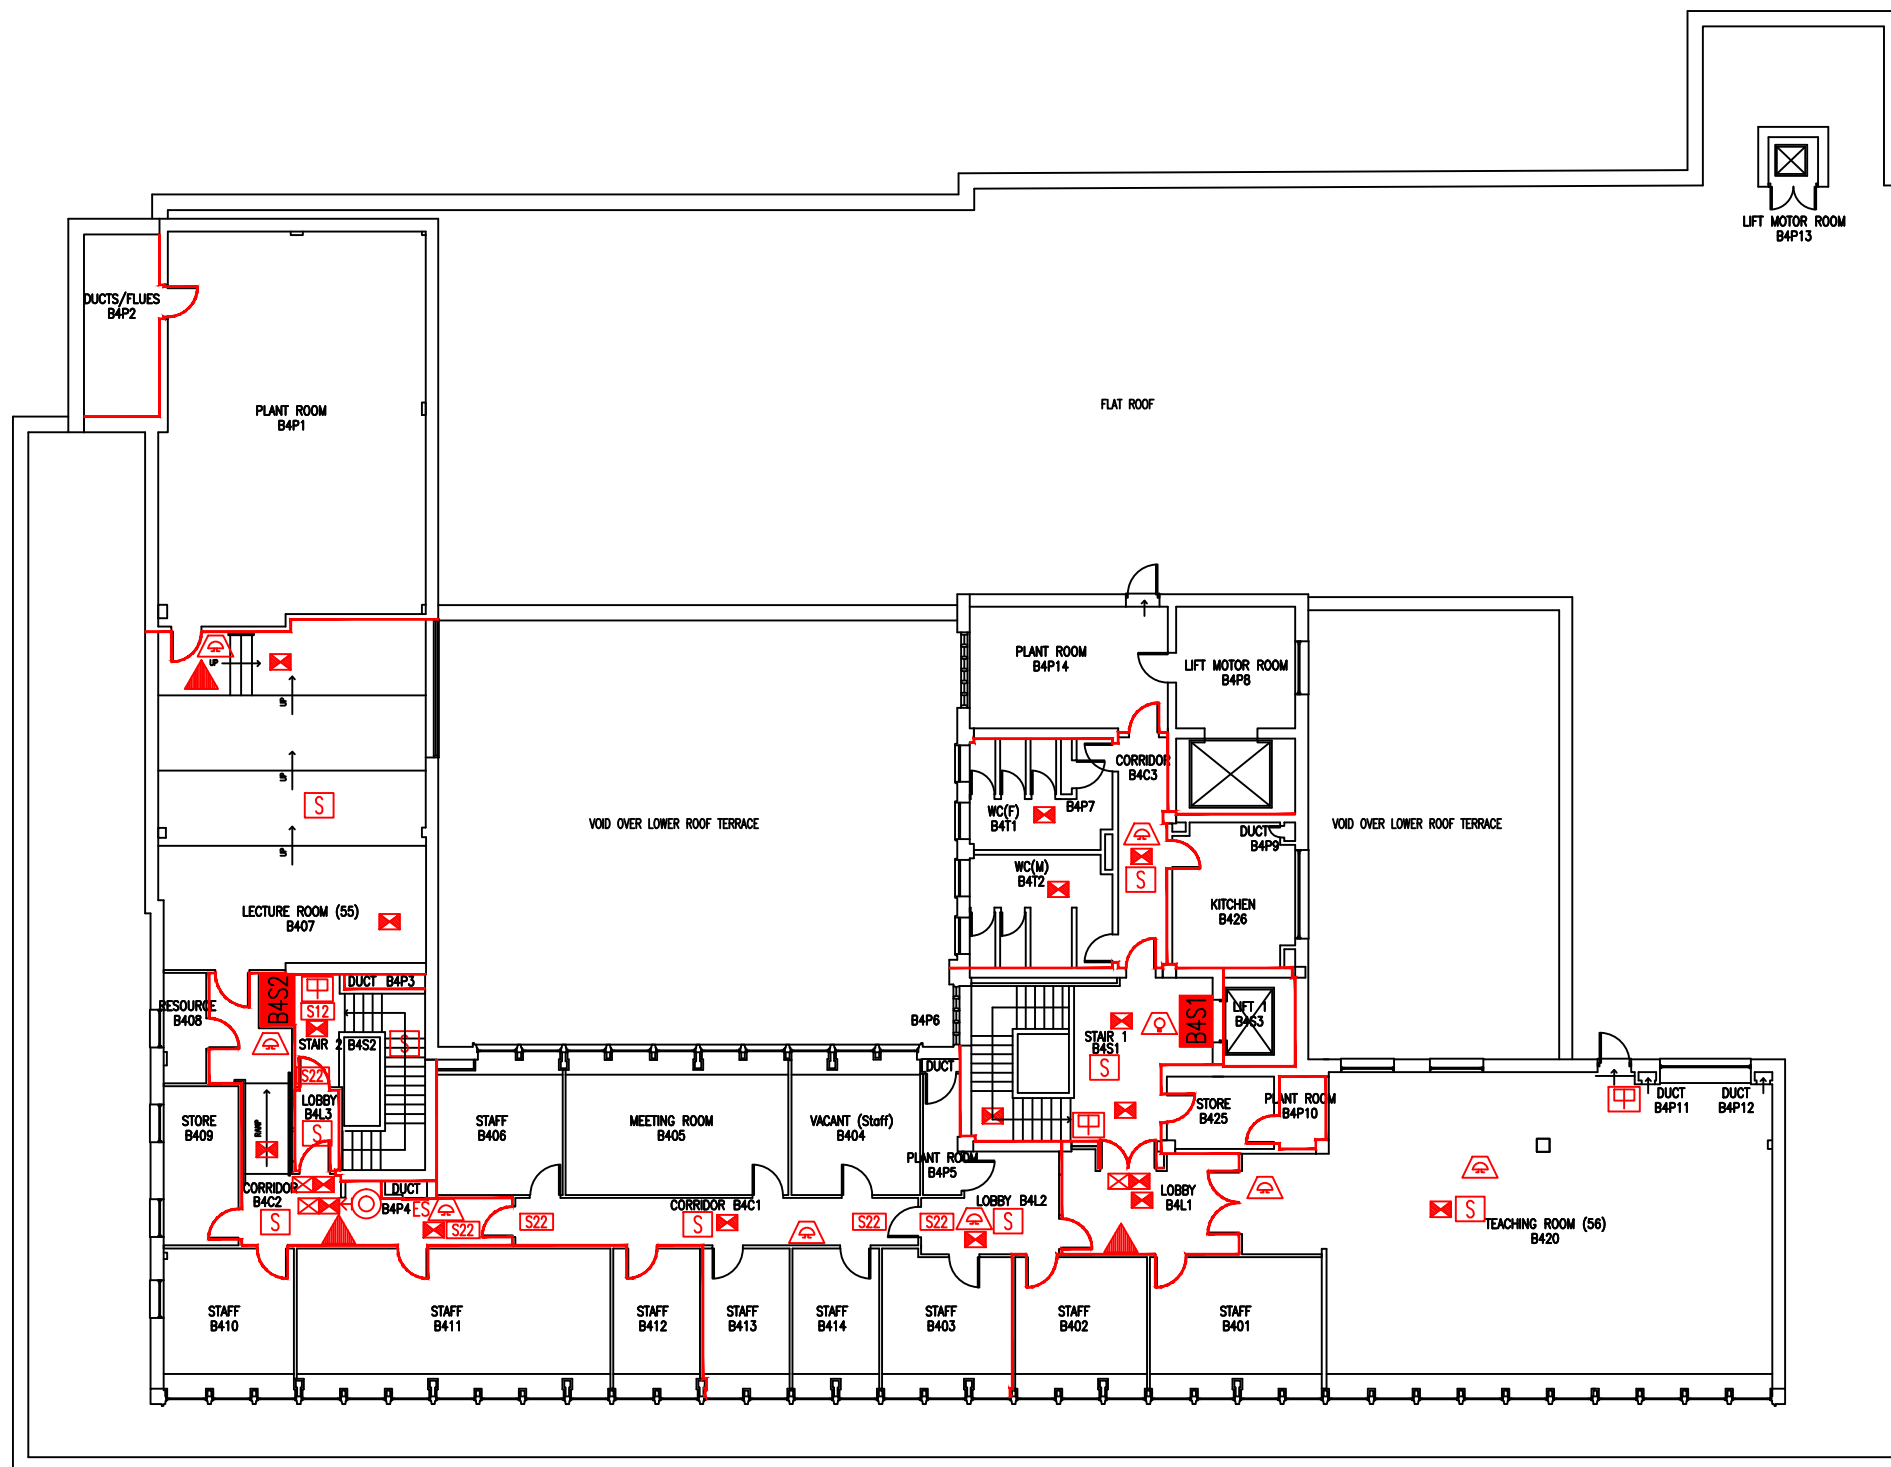 LIFT MOTOR ROOM
B4P13
DUCTS/FLUES
B4P2
PLANT ROOM
B4P1
FLAT ROOF
UP
UP
UP
UP
PLANT ROOM
B4P14
LIFT MOTOR ROOM
B4P8
CORRIDOR
B4C3
S
WC(F)
B4T1
B4P7
VOID OVER LOWER ROOF TERRACE
VOID OVER LOWER ROOF TERRACE
DUCT
B4P9
WC(M)
B4T2
S
KITCHEN
B426
LECTURE ROOM (55)
B407
B4S2
DUCT B4P3
S12
RESOURCE
B408
STAIR 2 B4S2
S
S22
B4P6
STAIR 1
B4S1
S
B4S1
LIFT 1
B4S3
DUCT
LOBBY
B4L3
S
STORE
B409
RAMP
STAFF
B406
MEETING ROOM
B405
VACANT (Staff)
B404
STORE
B425
PLANT ROOM
B4P10
DUCT
B4P11
DUCT
B4P12
PLANT ROOM
B4P5
CORRIDOR
B4C2
S
DUCT
B4P4
ES
S22
S22
CORRIDOR B4C1
S
S22
S22
LOBBY B4L2
S
LOBBY
B4L1
S
TEACHING ROOM (56)
B420
STAFF
B410
STAFF
B411
STAFF
B412
STAFF
B413
STAFF
B414
STAFF
B403
STAFF
B402
STAFF
B401